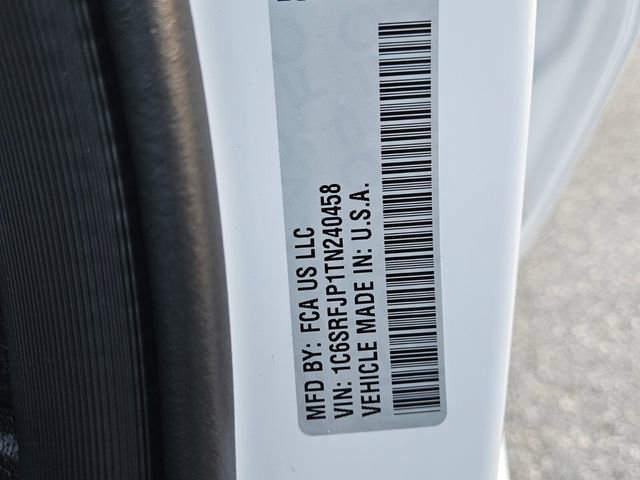 MFD BY: FCA US LLC
VIN: 1C6SRFJP1TN240458
VEHICLE MADE IN: U.S.A.